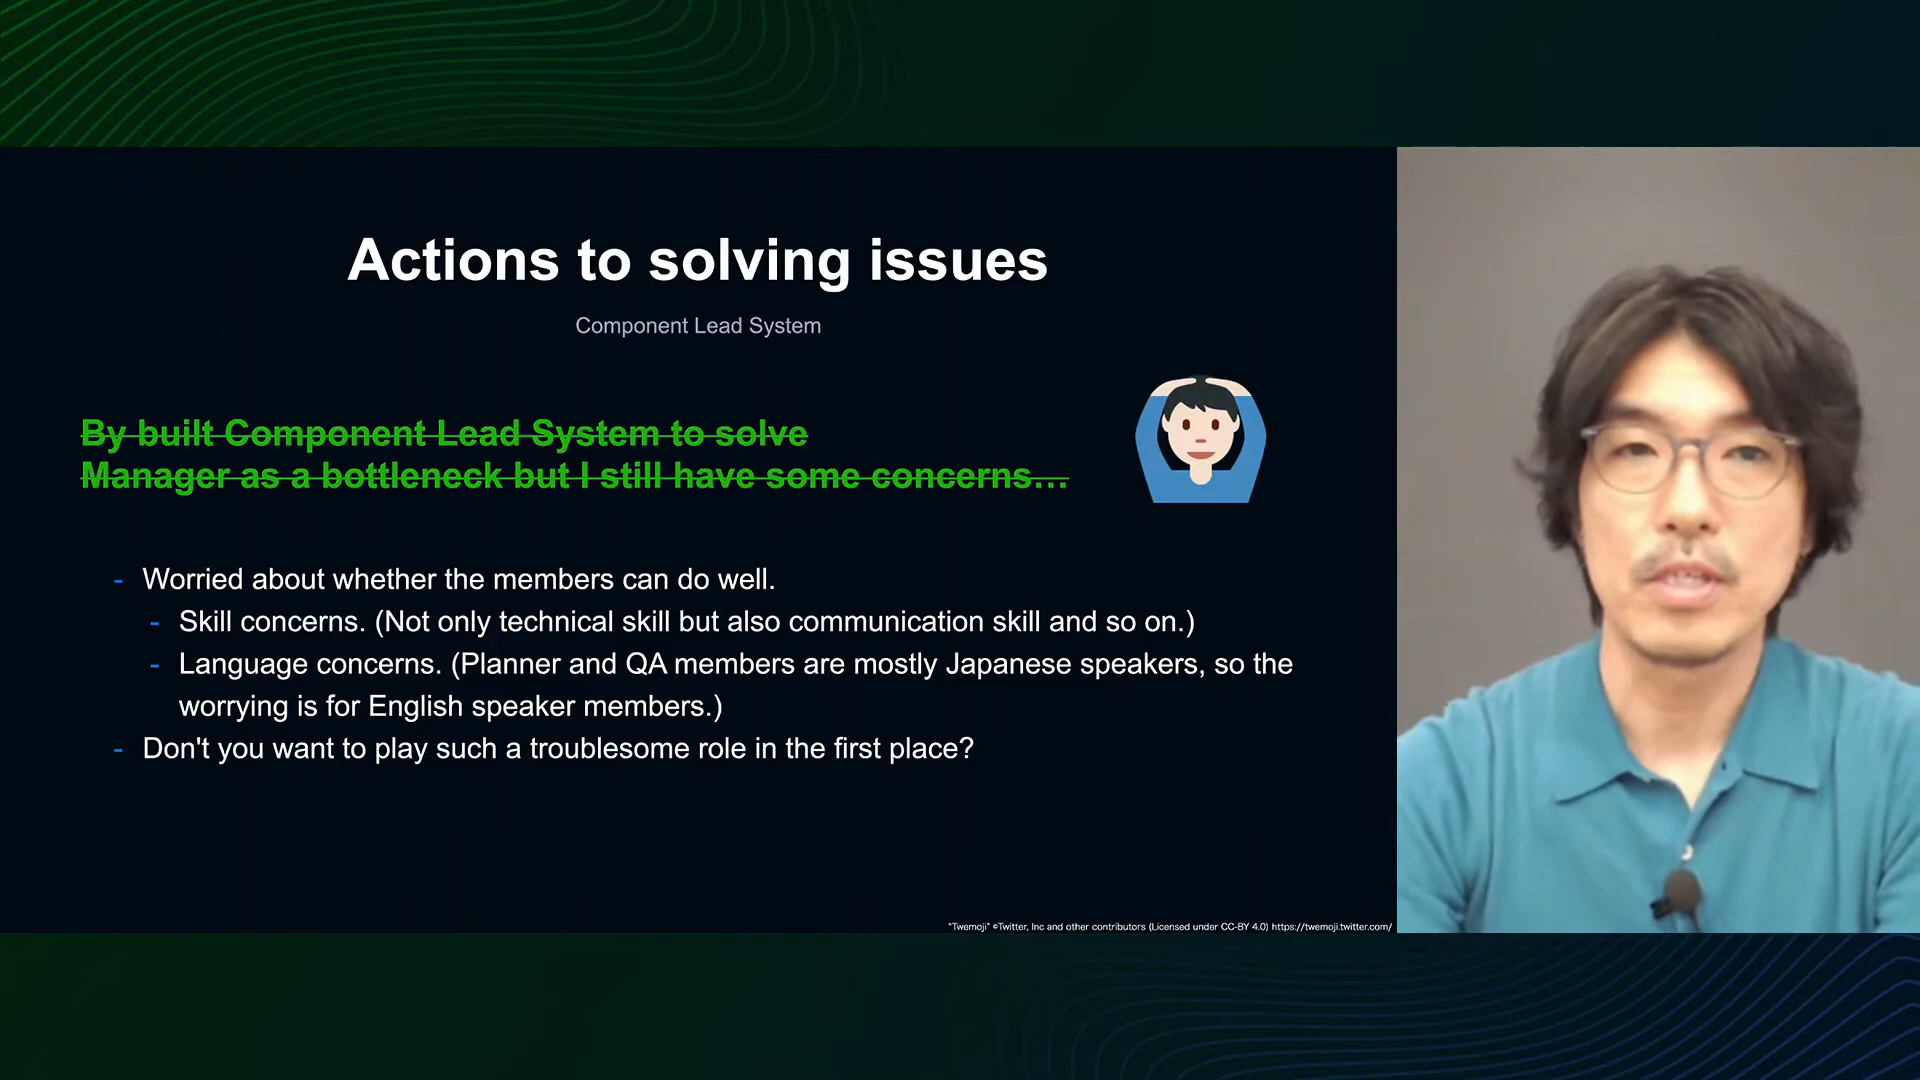 Actions to solving issues
Component Lead System
By built Component Lead System to solve
Manager as a bottleneck but I still have some concerns...
- Worried about whether the members can do well.
- Skill concerns. (Not only technical skill but also communication skill and so on.)
- Language concerns. (Planner and QA members are mostly Japanese speakers, so the
worrying is for English speaker members.)
- Don't you want to play such a troublesome role in the first place?
"Twemoji" ©Twitter, Inc and other contributors (Licensed under CC-BY 4.0) https://twemoji.twitter.com/